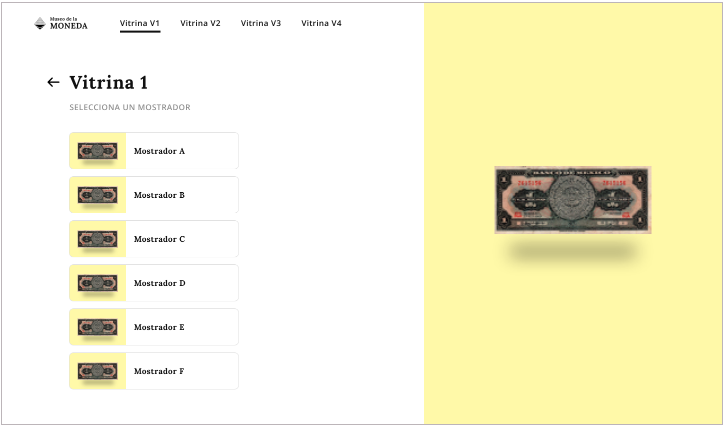 Museo de la
MONEDA
Vitrina V1
Vitrina V2
Vitrina V3
Vitrina V4
Vitrina 1
SELECCIONA UN MOSTRADOR
Mostrador A
Mostrador B
Mostrador C
Mostrador D
Mostrador E
Mostrador F
BANCO DE MEXICO